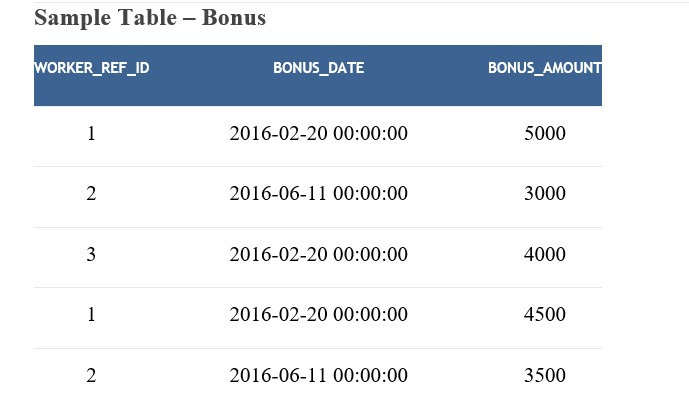 Sample Table – Bonus
WORKER_REF_ID BONUS_DATE BONUS_AMOUNT
1 2016-02-20 00:00:00 5000
2 2016-06-11 00:00:00 3000
3 2016-02-20 00:00:00 4000
1 2016-02-20 00:00:00 4500
2 2016-06-11 00:00:00 3500